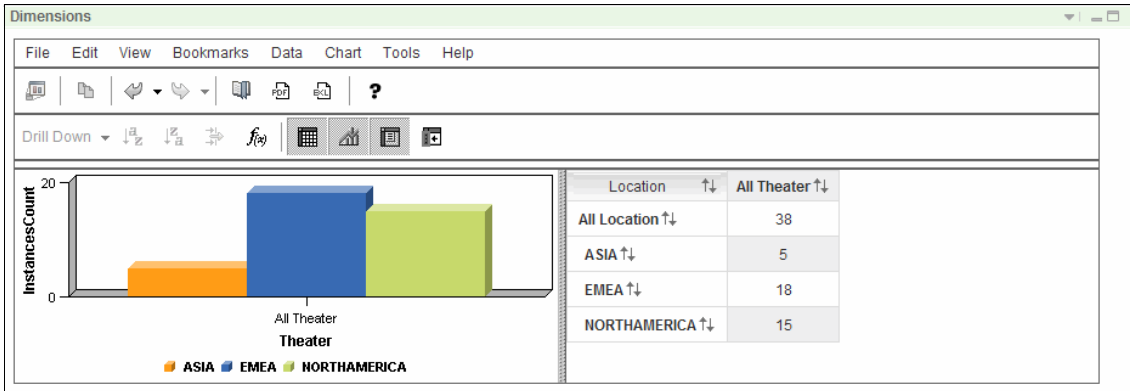 Dimensions
File Edit View Bookmarks Data Chart Tools Help
PDF
?
Drill Down
a
z
z
a
f(x)
20
InstancesCount
0
All Theater
Theater
ASIA EMEA NORTHAMERICA
Location All Theater
All Location 38
ASIA 5
EMEA 18
NORTHAMERICA 15